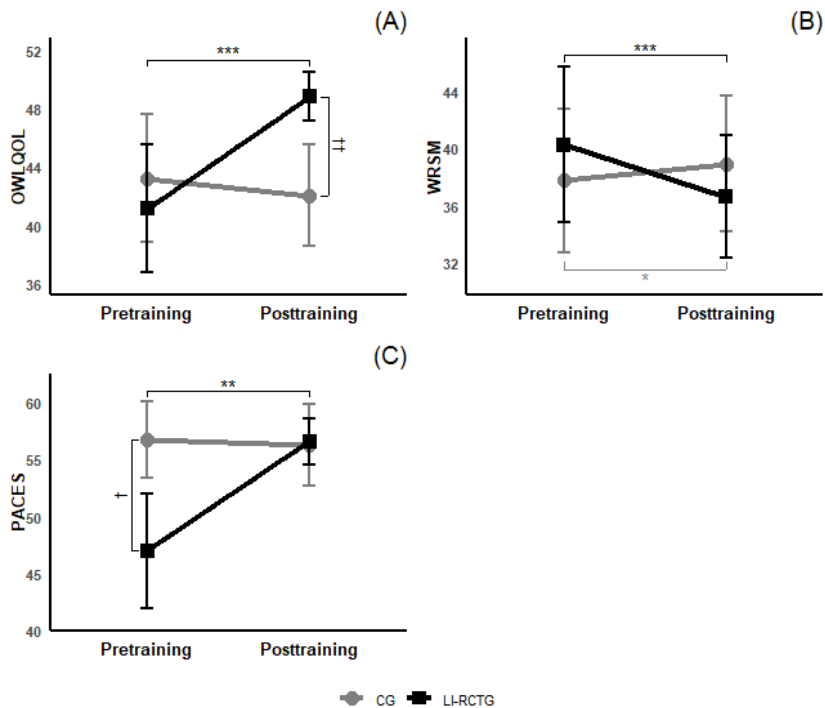 (A)
***
52
48
44
40
36
OWLQOL
‡‡
Pretraining Posttraining
(B)
***
44
40
36
32
WRSM
*
Pretraining Posttraining
(C)
**
60
55
50
45
40
PACES
†
Pretraining Posttraining
CG LI-RCTG